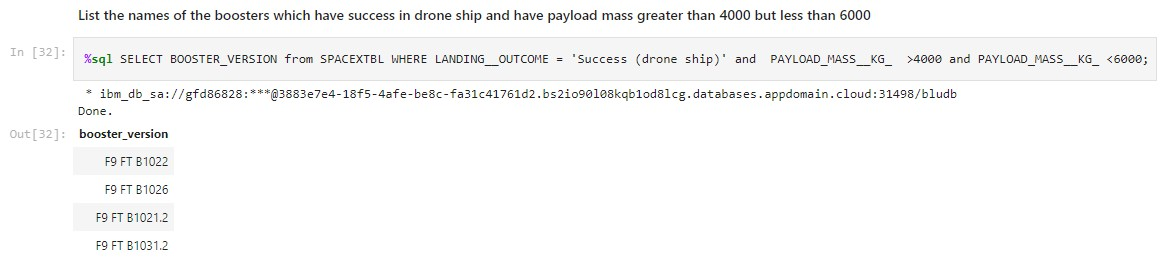 List the names of the boosters which have success in drone ship and have payload mass greater than 4000 but less than 6000
In [32]: %sql SELECT BOOSTER_VERSION from SPACEXTBL WHERE LANDING__OUTCOME = 'Success (drone ship)' and  PAYLOAD_MASS__KG_  >4000 and PAYLOAD_MASS__KG_ <6000;
* ibm_db_sa://gfd86828:***@3883e7e4-18f5-4afe-be8c-fa31c41761d2.bs2io90l08kqb1od8lcg.databases.appdomain.cloud:31498/bludb
Done.
Out[32]: booster_version
F9 FT B1022
F9 FT B1026
F9 FT B1021.2
F9 FT B1031.2